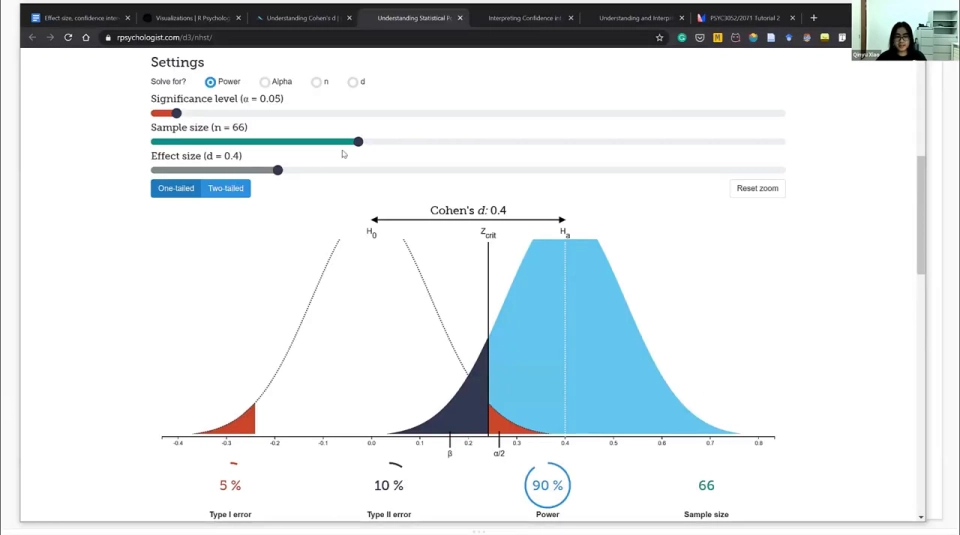 Effect size, confidence interv
Visualizations | R Psycholog
Understanding Cohen's d |
Understanding Statistical P
Interpreting Confidence In
Understanding and Interpr
PSYC3052/2071 Tutorial 2
rpsychologist.com/d3/nhst/
Settings
Solve for? Power Alpha n d
Significance level (α = 0.05)
Sample size (n = 66)
Effect size (d = 0.4)
One-tailed Two-tailed Reset zoom
Cohen's d: 0.4
H0 Zcrit Ha
-0.4 -0.3 -0.2 -0.1 0.0 0.1 0.2 0.3 0.4 0.5 0.6 0.7 0.8
β α/2
5 % 10 % 90 % 66
Type I error Type II error Power Sample size